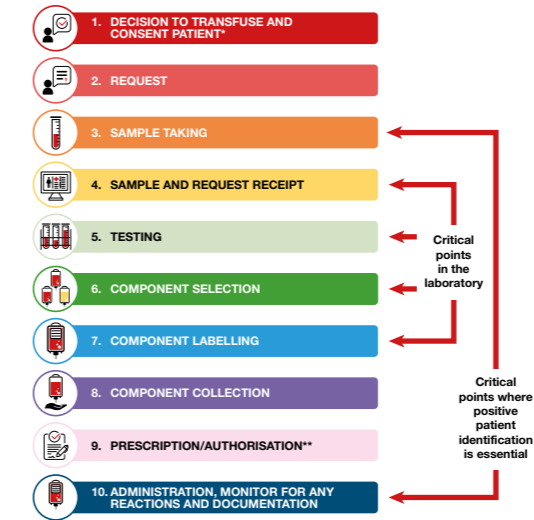 1. DECISION TO TRANSFUSE AND
CONSENT PATIENT*
2. REQUEST
3. SAMPLE TAKING
4. SAMPLE AND REQUEST RECEIPT
5. TESTING
6. COMPONENT SELECTION
7. COMPONENT LABELLING
8. COMPONENT COLLECTION
9. PRESCRIPTION/AUTHORISATION**
10. ADMINISTRATION, MONITOR FOR ANY
REACTIONS AND DOCUMENTATION
Critical
points
in the
laboratory
Critical
points where
positive
patient
identification
is essential